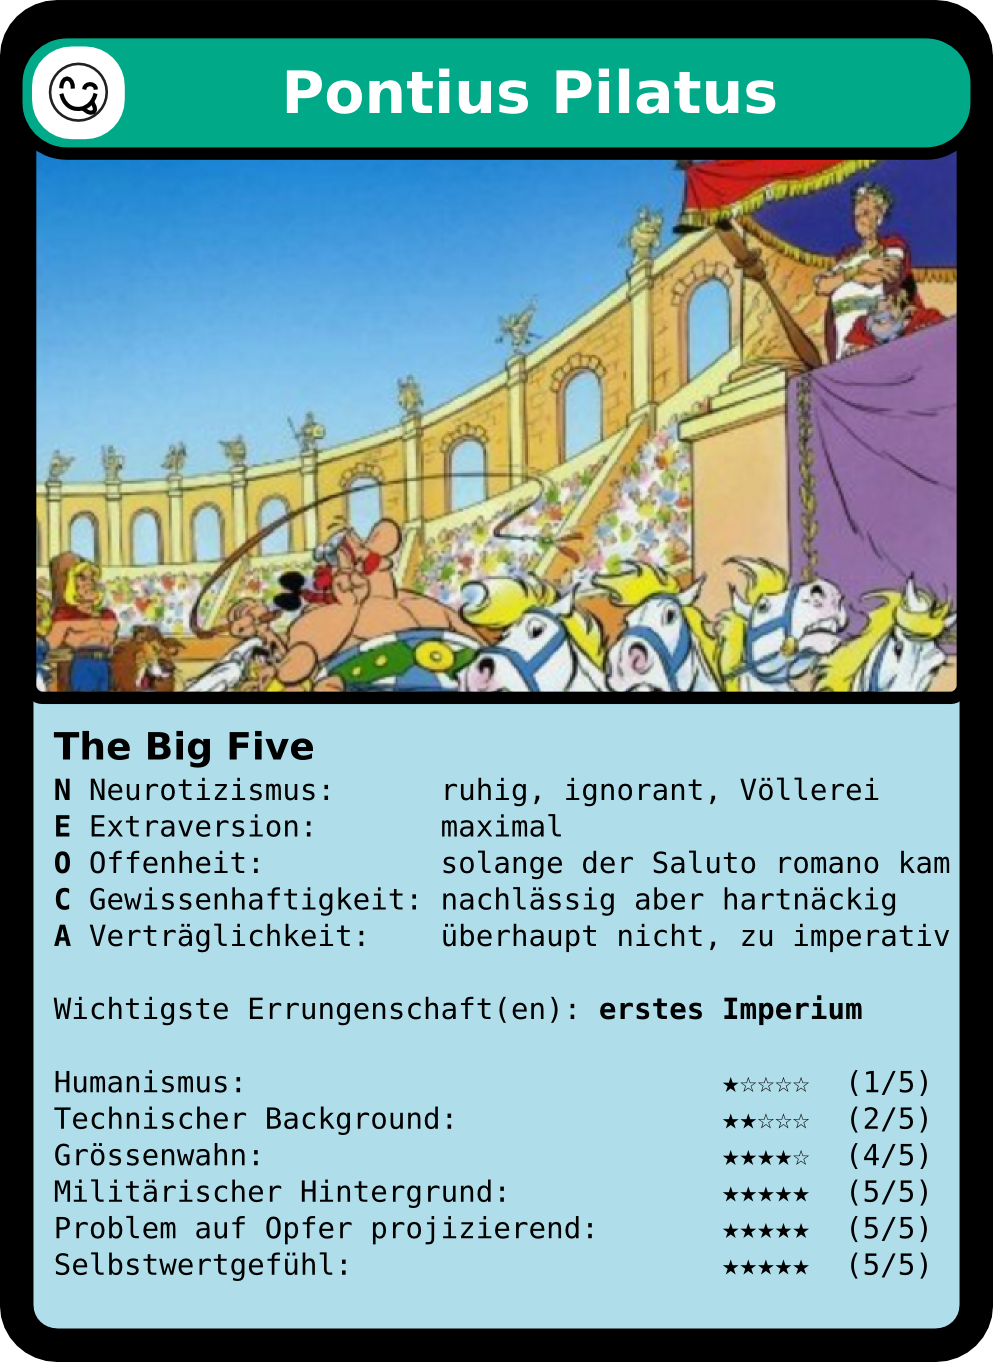 Pontius Pilatus
The Big Five
N Neurotizismus: ruhig, ignorant, Völlerei
E Extraversion: maximal
O Offenheit: solange der Saluto romano kam
C Gewissenhaftigkeit: nachlässig aber hartnäckig
A Verträglichkeit: überhaupt nicht, zu imperativ
Wichtigste Errungenschaft(en): erstes Imperium
Humanismus: ★☆☆☆☆ (1/5)
Technischer Background: ★★☆☆☆ (2/5)
Grössenwahn: ★★★★☆ (4/5)
Militärischer Hintergrund: ★★★★★ (5/5)
Problem auf Opfer projizierend: ★★★★★ (5/5)
Selbstwertgefühl: ★★★★★ (5/5)